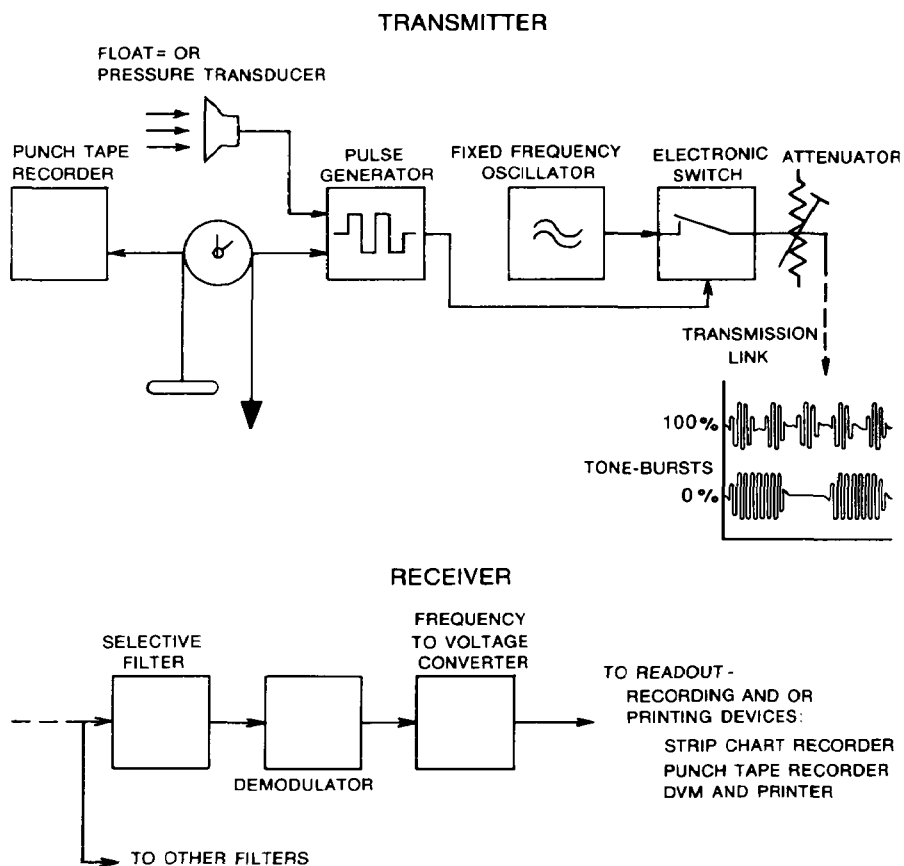 TRANSMITTER
FLOAT= OR
PRESSURE TRANSDUCER
PUNCH TAPE
RECORDER
PULSE
GENERATOR
FIXED FREQUENCY
OSCILLATOR
ELECTRONIC
SWITCH
ATTENUATOR
TRANSMISSION
LINK
100%
TONE-BURSTS
0%
RECEIVER
SELECTIVE
FILTER
DEMODULATOR
FREQUENCY
TO VOLTAGE
CONVERTER
TO READOUT-
RECORDING AND OR
PRINTING DEVICES:
STRIP CHART RECORDER
PUNCH TAPE RECORDER
DVM AND PRINTER
TO OTHER FILTERS